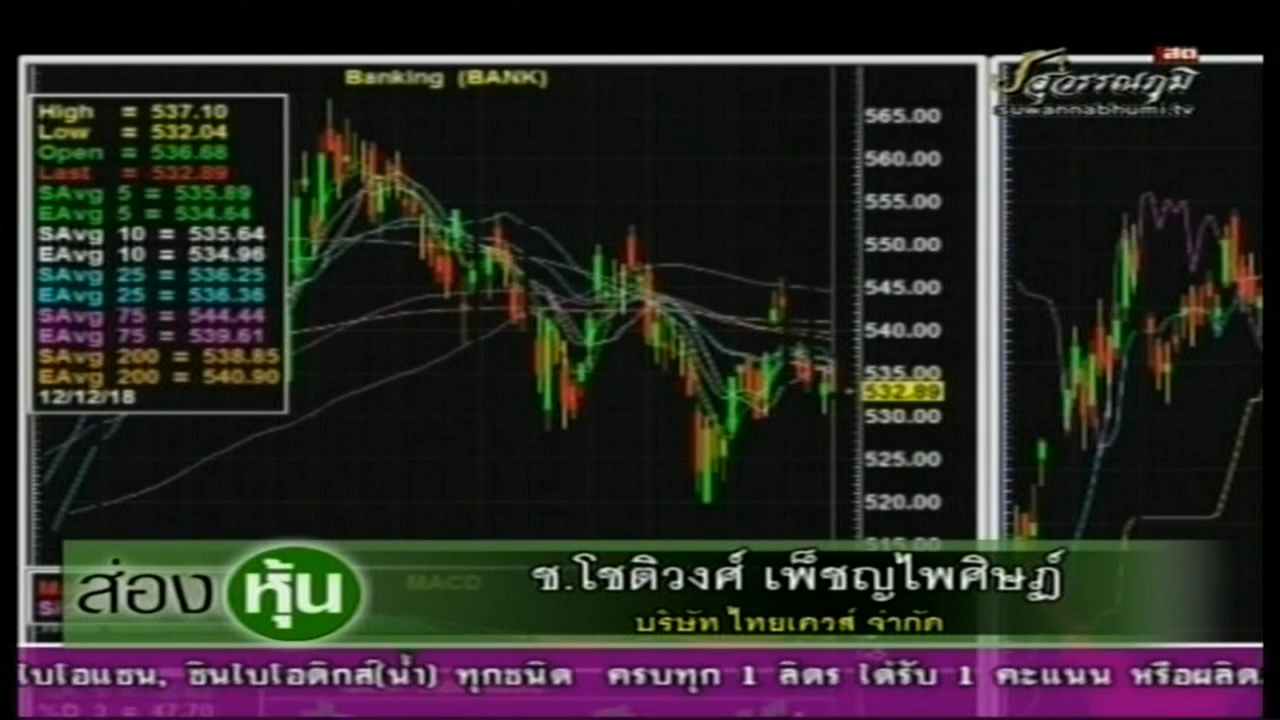 Banking (BANK)
สด
สุวรรณภูมิ
suwannabhumi.tv
High = 537.10
Low = 532.04
Open = 536.68
Last = 532.89
SAvg 5 = 535.89
EAvg 5 = 534.64
SAvg 10 = 535.64
EAvg 10 = 534.96
SAvg 25 = 536.25
EAvg 25 = 536.36
SAvg 75 = 544.44
EAvg 75 = 539.61
SAvg 200 = 538.85
EAvg 200 = 540.90
12/12/18
565.00
560.00
555.00
550.00
545.00
540.00
535.00
532.89
530.00
525.00
520.00
515.00
MACD
ส่อง หุ้น
ช.โชติวงศ์ เพ็ชญไพศิษฏ์
บริษัท ไทยเควส์ จำกัด
ไบโอแซน, ซินไบโอติกส์(น้ำ) ทุกชนิด ครบทุก 1 ลิตร ได้รับ 1 คะแนน หรือผลิต
%D 3 = 47.70